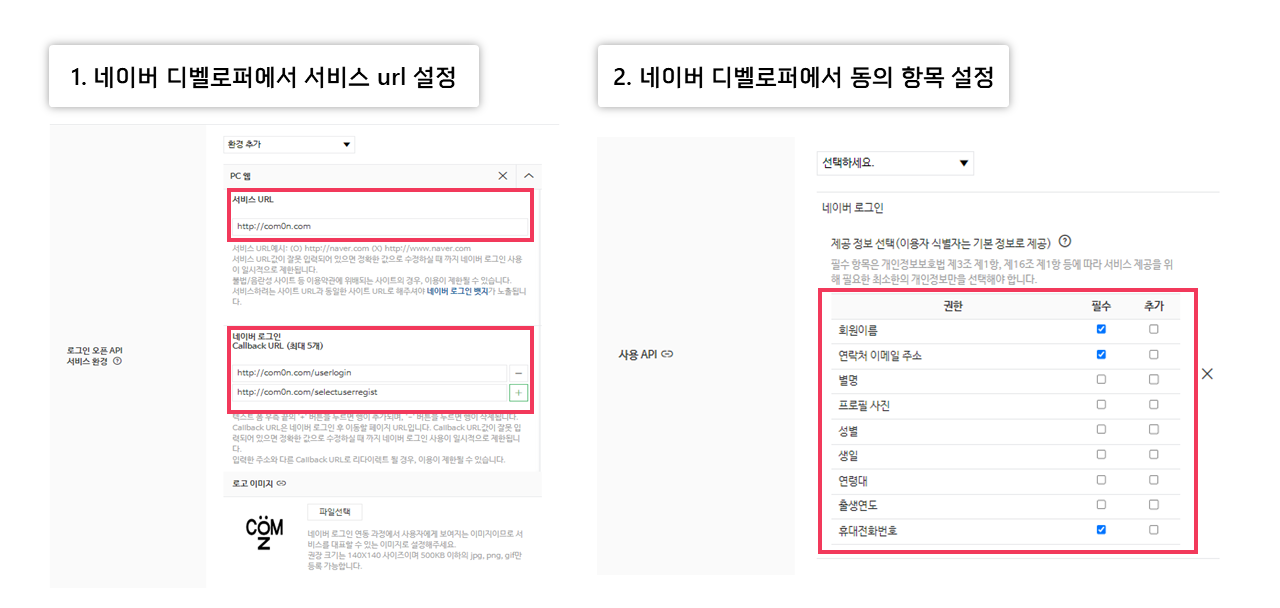 1. 네이버 디벨로퍼에서 서비스 url 설정
환경 추가
PC 웹
서비스 URL
http://com0n.com
서비스 URL예시: (O) http://naver.com (X) http://www.naver.com
서비스 URL값이 잘못 입력되어 있으면 정확한 값으로 수정하실 때 까지 네이버 로그인 사용
이 일시적으로 제한됩니다.
불법/음란성 사이트 등 이용약관에 위배되는 사이트의 경우, 이용이 제한될 수 있습니다.
서비스하려는 사이트 URL과 동일한 사이트 URL로 해주셔야 네이버 로그인 뱃지가 노출됩니
다.
로그인 오픈 API
서비스 환경
네이버 로그인
Callback URL (최대 5개)
http://com0n.com/userlogin
http://com0n.com/selectuserregist
텍스트 폼 우측 끝의 '+' 버튼을 누르면 행이 추가되며, '-' 버튼을 누르면 행이 삭제됩니다.
Callback URL은 네이버 로그인 후 이동할 페이지 URL입니다. Callback URL값이 잘못 입
력되어 있으면 정확한 값으로 수정하실 때 까지 네이버 로그인 사용이 일시적으로 제한됩니
다.
입력한 주소와 다른 Callback URL로 리다이렉트 될 경우, 이용이 제한될 수 있습니다.
로고 이미지
COMZ
파일선택
네이버 로그인 연동 과정에서 사용자에게 보여지는 이미지이므로 서
비스를 대표할 수 있는 이미지로 설정해주세요.
권장 크기는 140X140 사이즈이며 500KB 이하의 jpg, png, gif만
등록 가능합니다.
2. 네이버 디벨로퍼에서 동의 항목 설정
선택하세요.
네이버 로그인
제공 정보 선택(이용자 식별자는 기본 정보로 제공)
필수 항목은 개인정보보호법 제3조 제1항, 제16조 제1항 등에 따라 서비스 제공을 위
해 필요한 최소한의 개인정보만을 선택해야 합니다.
사용 API
권한 필수 추가
회원이름
연락처 이메일 주소
별명
프로필 사진
성별
생일
연령대
출생연도
휴대전화번호